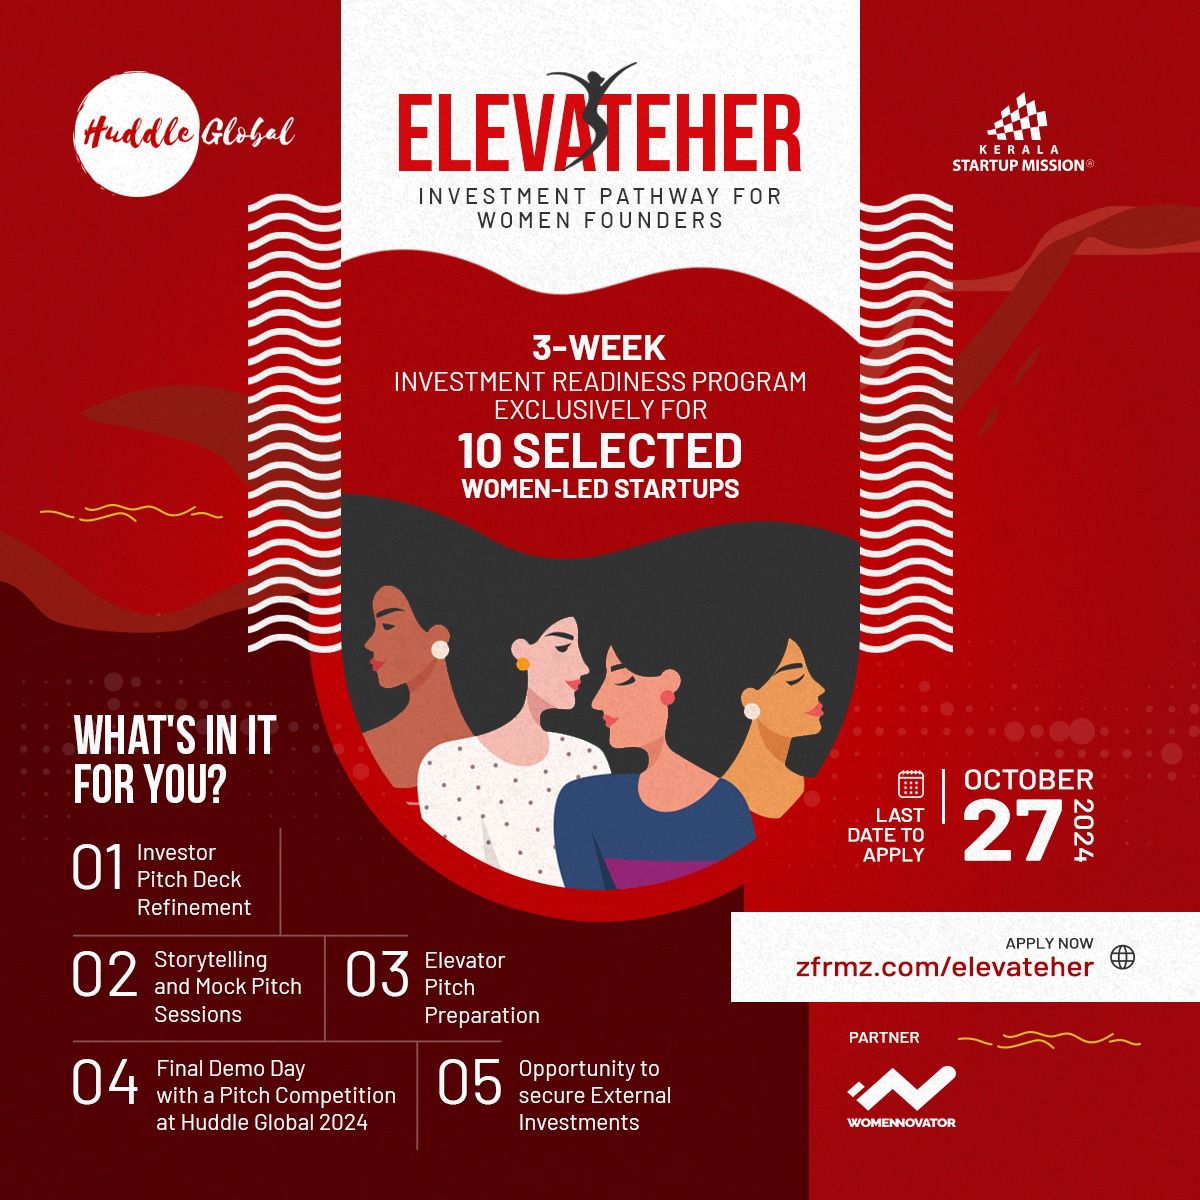 Huddle Global
ELEVATEHER
INVESTMENT PATHWAY FOR
WOMEN FOUNDERS
KERALA
STARTUP MISSION®
3-WEEK
INVESTMENT READINESS PROGRAM
EXCLUSIVELY FOR
10 SELECTED
WOMEN-LED STARTUPS
WHAT'S IN IT
FOR YOU?
01
Investor
Pitch Deck
Refinement
02
Storytelling
and Mock Pitch
Sessions
03
Elevator
Pitch
Preparation
04
Final Demo Day
with a Pitch Competition
at Huddle Global 2024
05
Opportunity to
secure External
Investments
LAST
DATE TO
APPLY
OCTOBER
27 2024
APPLY NOW
zfrmz.com/elevateher
PARTNER
WOMENNOVATOR